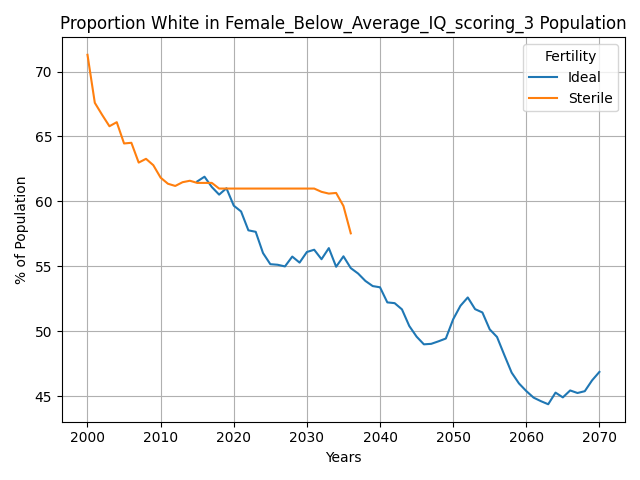 Proportion White in Female_Below_Average_IQ_scoring_3 Population
Fertility
Ideal
Sterile
% of Population
70
65
60
55
50
45
2000 2010 2020 2030 2040 2050 2060 2070
Years